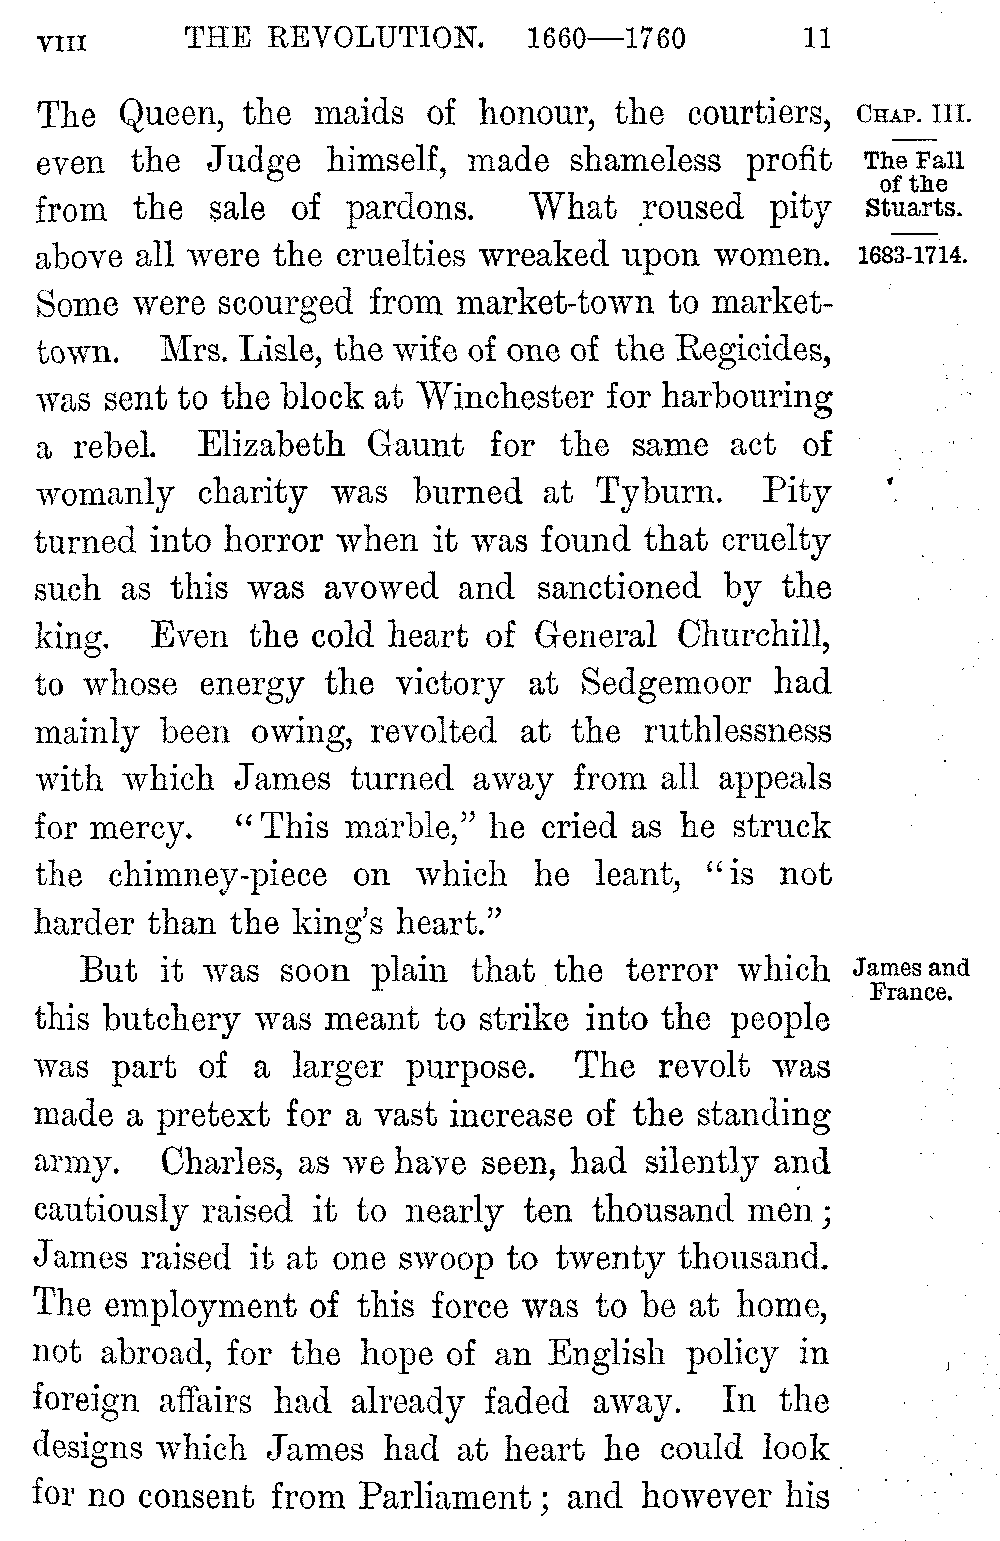 VIII THE REVOLUTION. 1660—1760 11
The Queen, the maids of honour, the courtiers,
even the Judge himself, made shameless profit
from the sale of pardons. What roused pity
above all were the cruelties wreaked upon women.
Some were scourged from market-town to market-
town. Mrs. Lisle, the wife of one of the Regicides,
was sent to the block at Winchester for harbouring
a rebel. Elizabeth Gaunt for the same act of
womanly charity was burned at Tyburn. Pity
turned into horror when it was found that cruelty
such as this was avowed and sanctioned by the
king. Even the cold heart of General Churchill,
to whose energy the victory at Sedgemoor had
mainly been owing, revolted at the ruthlessness
with which James turned away from all appeals
for mercy. “This marble,” he cried as he struck
the chimney-piece on which he leant, “is not
harder than the king's heart.”
But it was soon plain that the terror which
this butchery was meant to strike into the people
was part of a larger purpose. The revolt was
made a pretext for a vast increase of the standing
army. Charles, as we have seen, had silently and
cautiously raised it to nearly ten thousand men;
James raised it at one swoop to twenty thousand.
The employment of this force was to be at home,
not abroad, for the hope of an English policy in
foreign affairs had already faded away. In the
designs which James had at heart he could look
for no consent from Parliament; and however his
CHAP. III.
The Fall
of the
Stuarts.
1683-1714.
James and
France.